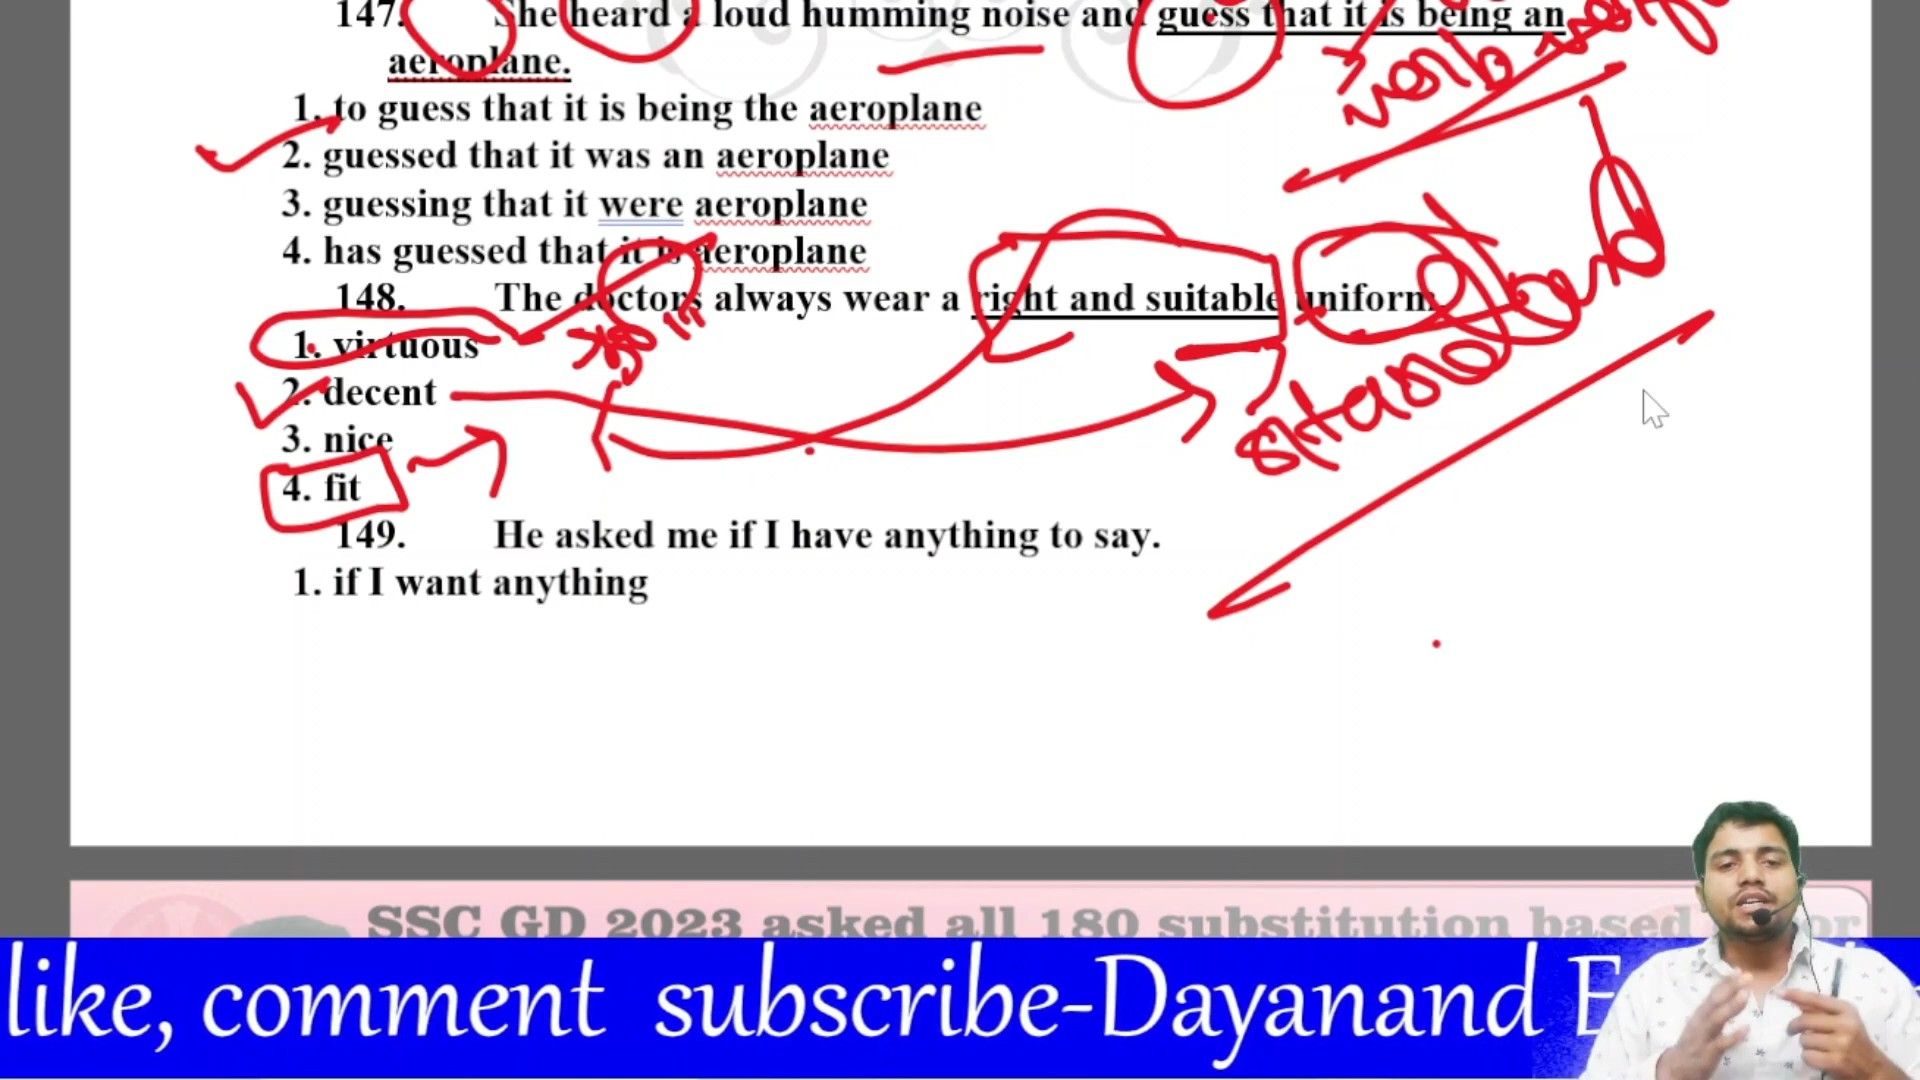 147. She heard a loud humming noise and guess that it is being an
aeroplane.
1. to guess that it is being the aeroplane
2. guessed that it was an aeroplane
3. guessing that it were aeroplane
4. has guessed that it is aeroplane
148. The doctors always wear a right and suitable uniform.
1. virtuous
2. decent
3. nice
4. fit
149. He asked me if I have anything to say.
1. if I want anything
verb
standard
SSC GD 2023 asked all 180 substitution based
like, comment subscribe-Dayanand E